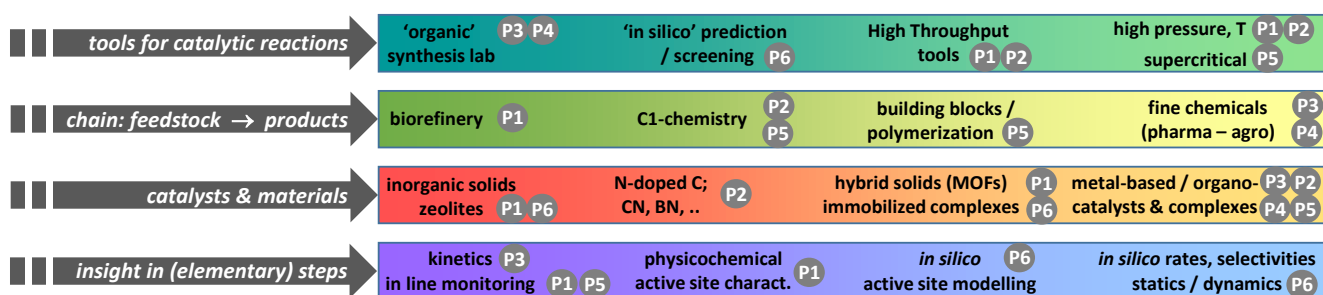 tools for catalytic reactions
'organic' P3 P4
synthesis lab
'in silico' prediction
/ screening P6
High Throughput
tools P1 P2
high pressure, T P1 P2
supercritical P5
chain: feedstock → products
biorefinery P1
C1-chemistry P2
P5
building blocks /
polymerization P5
fine chemicals P3
(pharma – agro) P4
catalysts & materials
inorganic solids
zeolites P1 P6
N-doped C; P2
CN, BN, ..
hybrid solids (MOFs) P1
immobilized complexes P6
metal-based / organo- P3 P2
catalysts & complexes P4 P5
insight in (elementary) steps
kinetics P3
in line monitoring P1 P5
physicochemical
active site charact. P1
in silico P6
active site modelling
in silico rates, selectivities
statics / dynamics P6